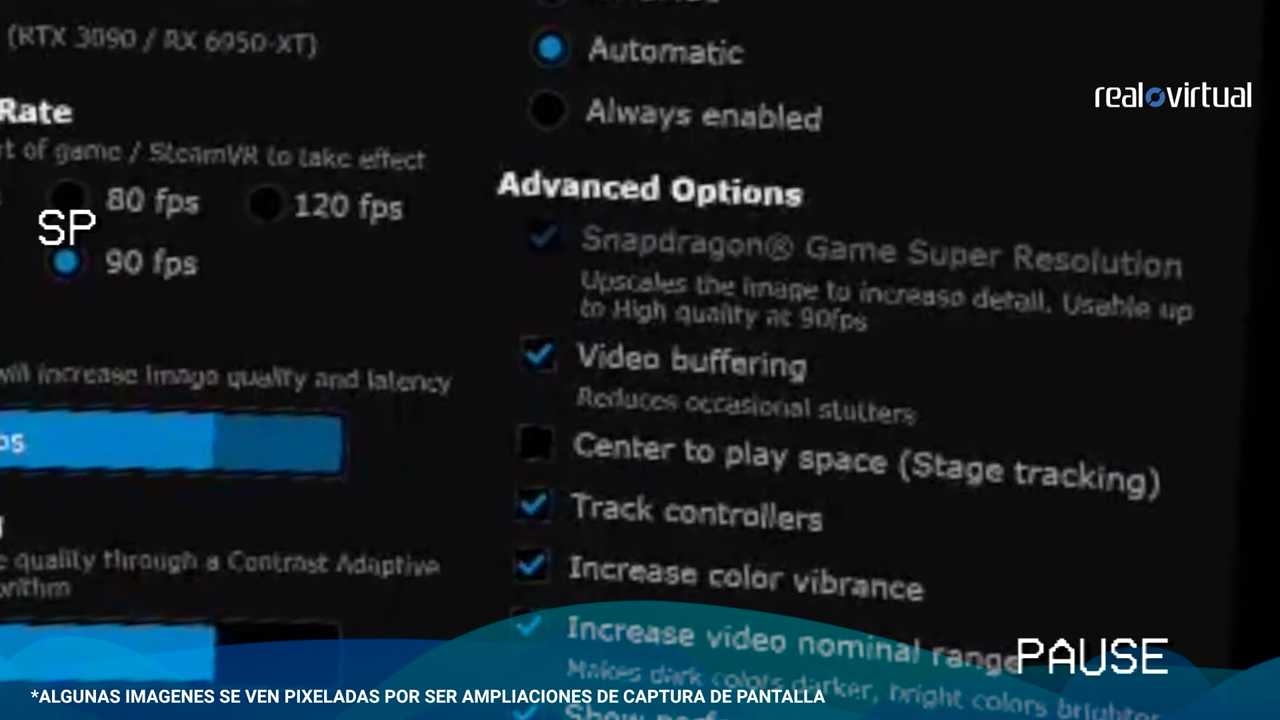 (RTX 3090 / RX 6950-XT)
Rate
rt of game / SteamVR to take effect
80 fps
120 fps
SP
90 fps
will increase image quality and latency
quality through a Contrast Adaptive
Automatic
Always enabled
Advanced Options
Snapdragon® Game Super Resolution
Upscales the image to increase detail. Usable up
to High quality at 90fps
Video buffering
Reduces occasional stutters
Center to play space (Stage tracking)
Track controllers
Increase color vibrance
Increase video nominal range
Makes dark colors darker, bright colors brighter
Show
realovirtual
PAUSE
*ALGUNAS IMAGENES SE VEN PIXELADAS POR SER AMPLIACIONES DE CAPTURA DE PANTALLA